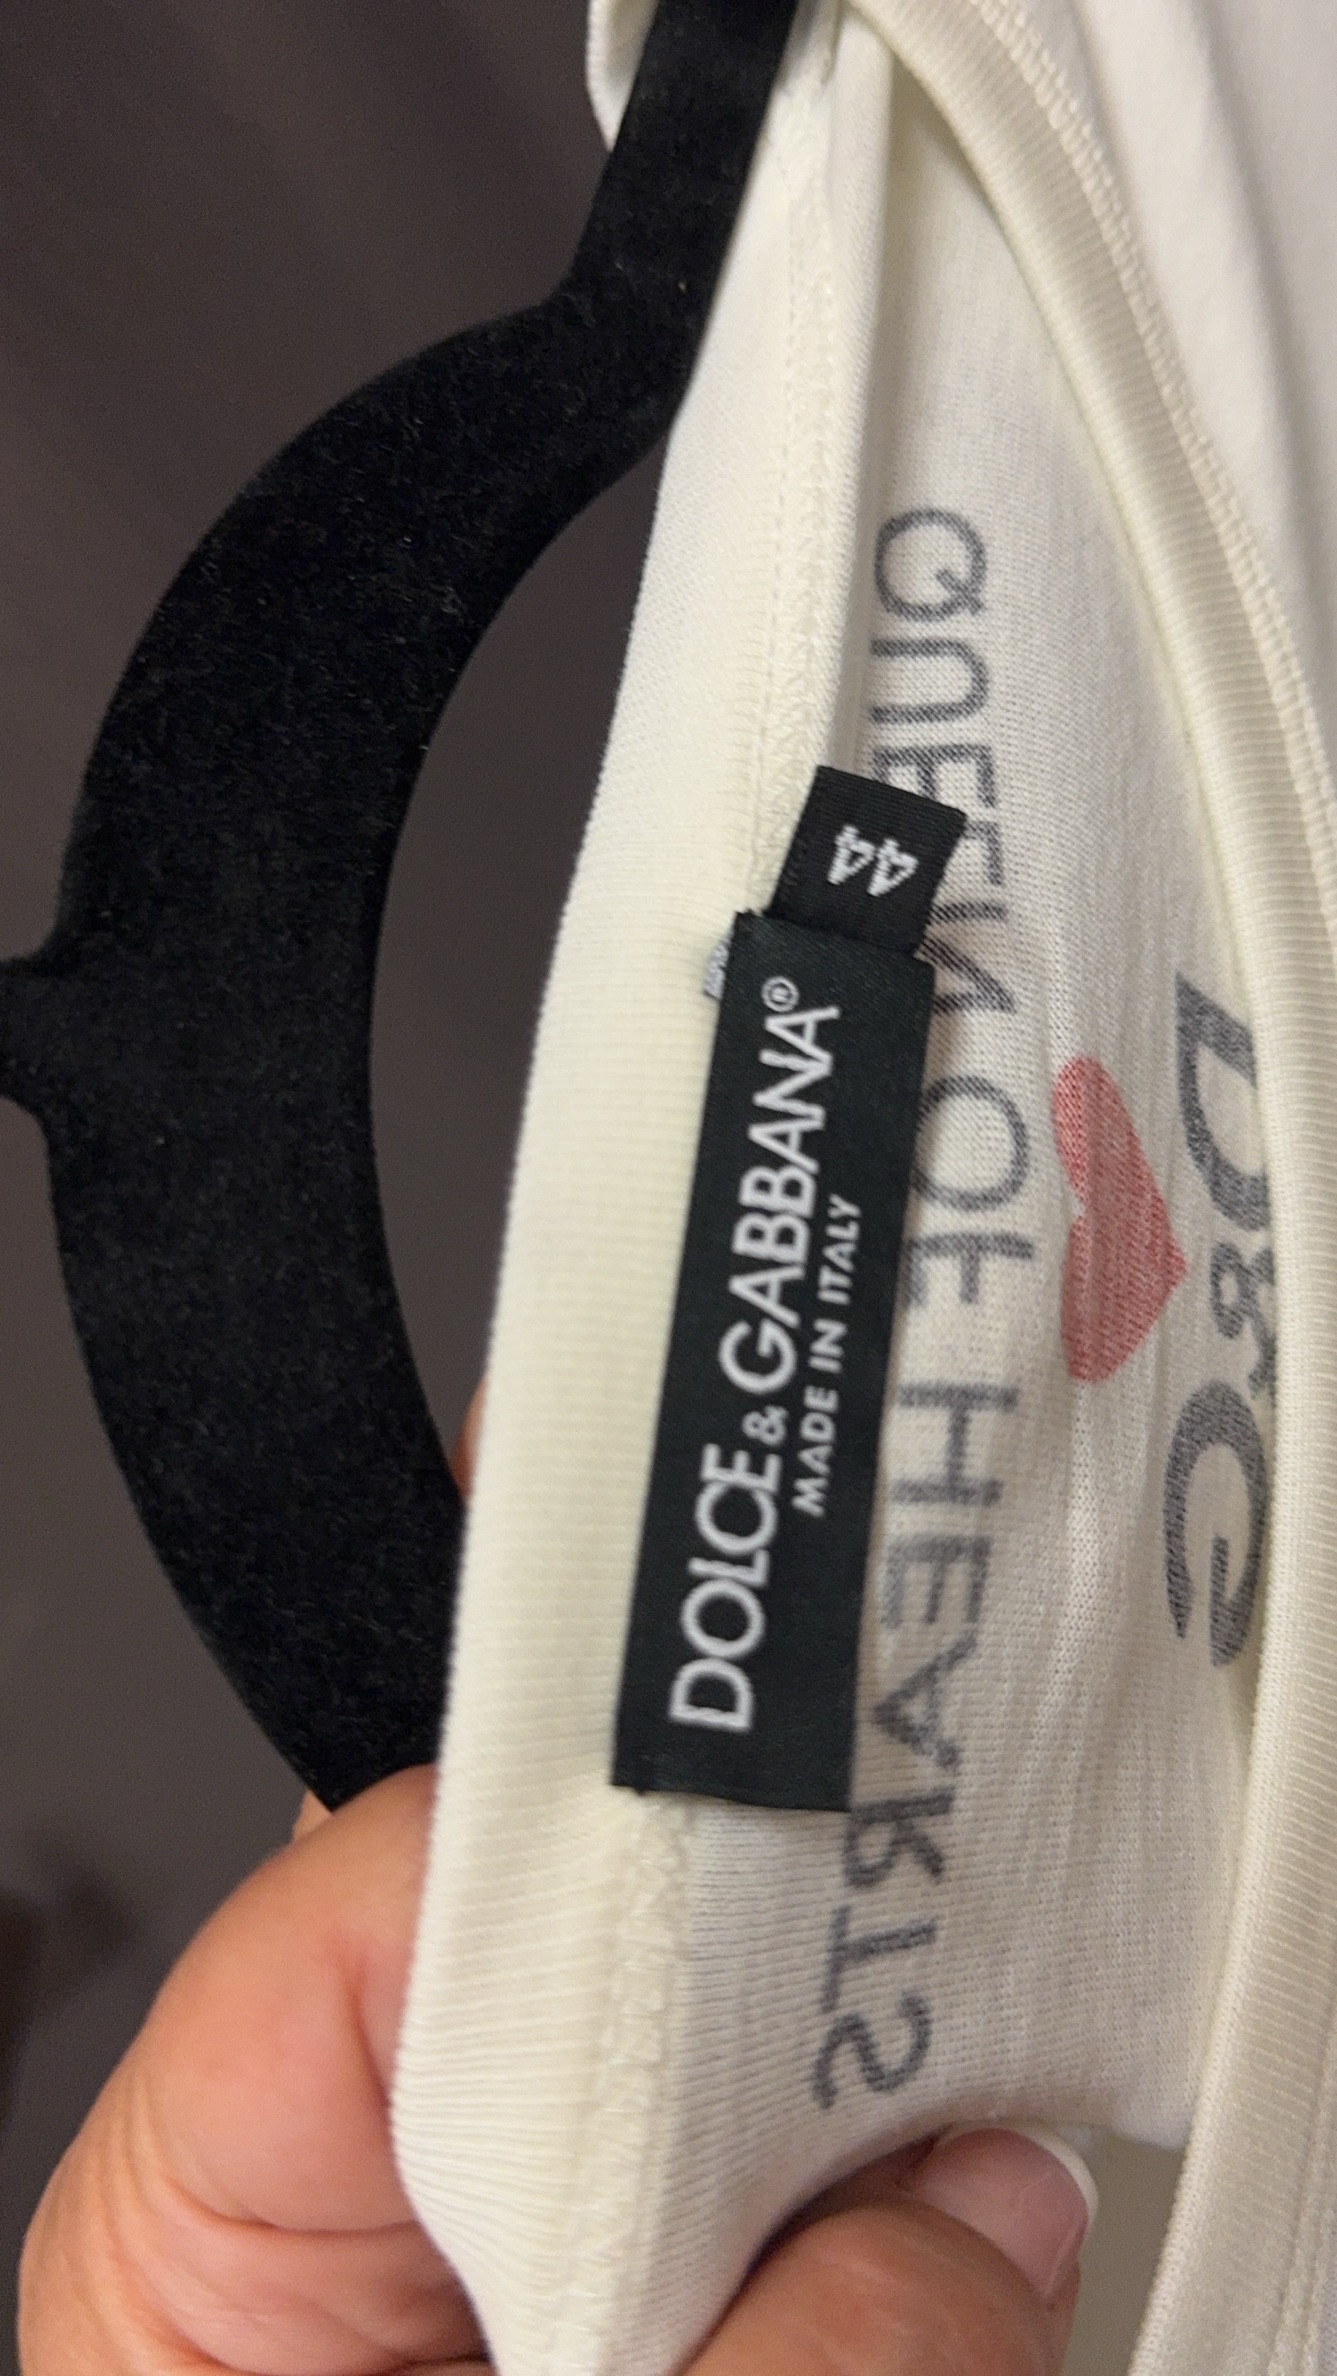 44
DOLCE & GABBANA®
MADE IN ITALY
QUEEN OF HEARTS
D&G